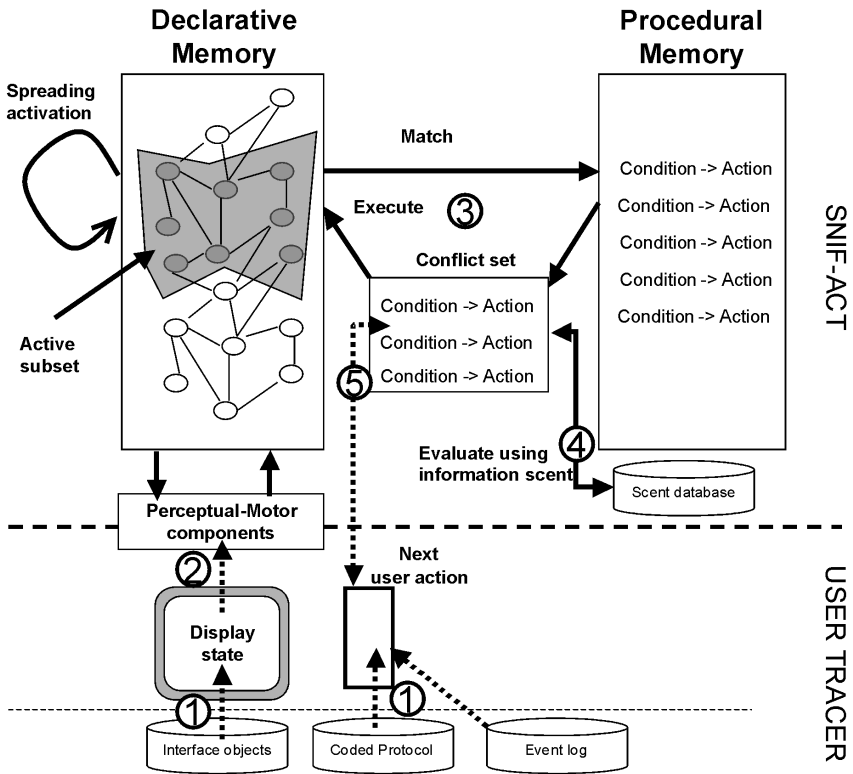 Declarative
Memory
Procedural
Memory
Spreading
activation
Match
Condition -> Action
Condition -> Action
Condition -> Action
Condition -> Action
Condition -> Action
Execute
3
Conflict set
Condition -> Action
Condition -> Action
Condition -> Action
SNIF-ACT
Active
subset
5
4
Evaluate using
information scent
Scent database
Perceptual-Motor
components
2
Next
user action
Display
state
1
1
USER TRACER
Interface objects
Coded Protocol
Event log